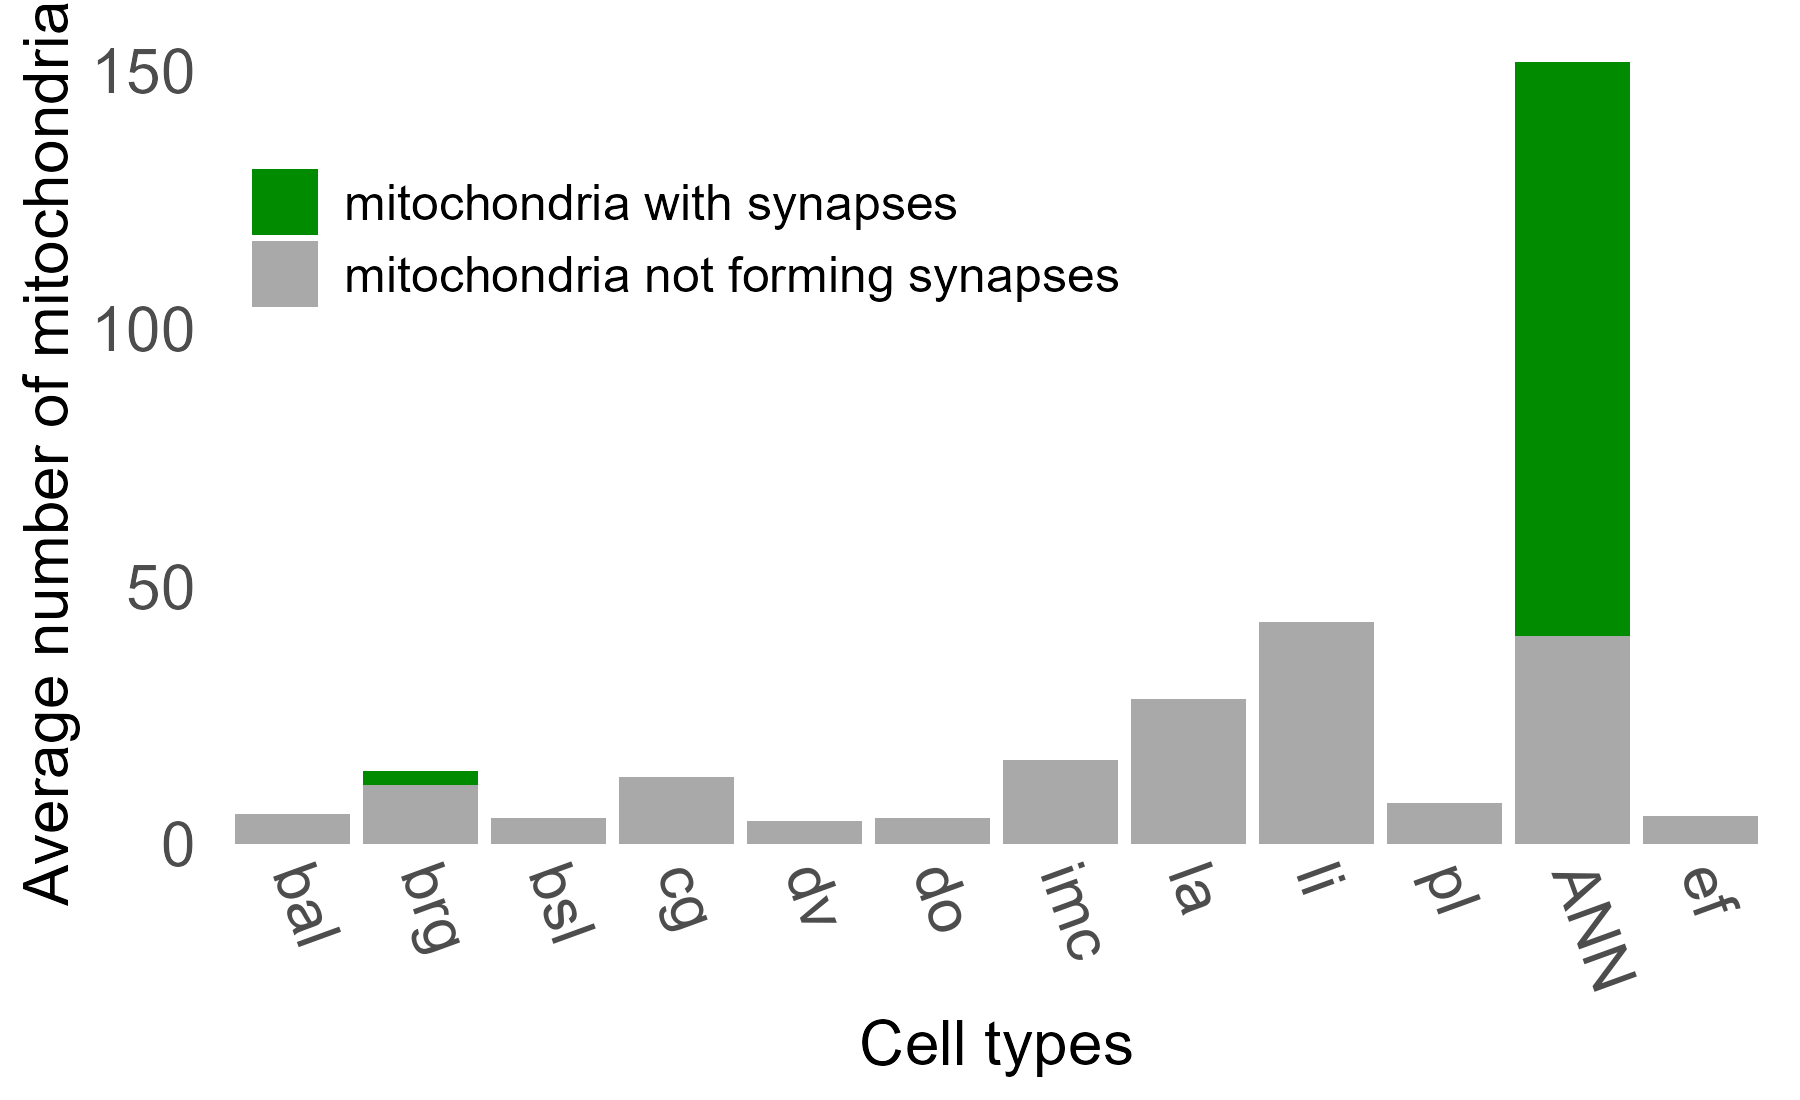 Average number of mitochondria
150
100
50
0
mitochondria with synapses
mitochondria not forming synapses
bal
brg
bsl
cg
dv
do
imc
la
li
pl
ANN
ef
Cell types